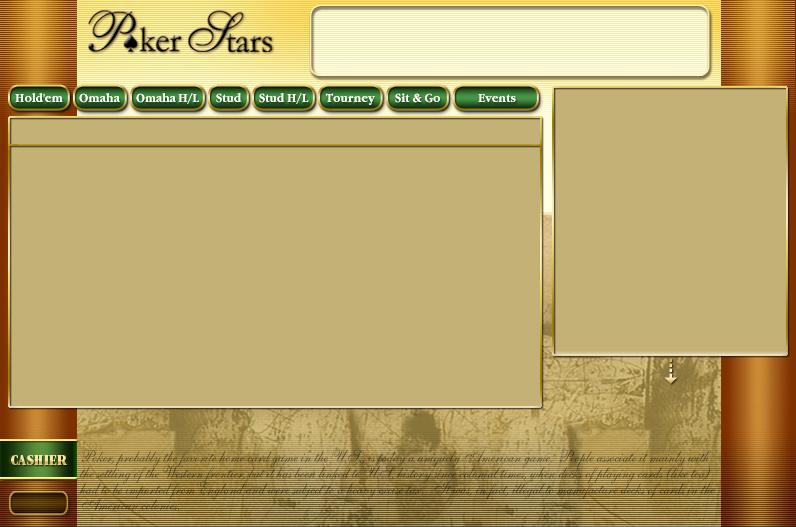 Poker Stars
Hold'em Omaha Omaha H/L Stud Stud H/L Tourney Sit & Go Events
CASHIER
Poker, probably the favorite home card game in the U.S., is today a uniquely American game. People associate it mainly with
the settling of the Western frontier and it has been linked to U.S. history since colonial times, when decks of playing cards (like tea)
had to be imported from England and were subject to a heavy excise tax. It was, in fact, illegal to manufacture decks of cards in the
American colonies.